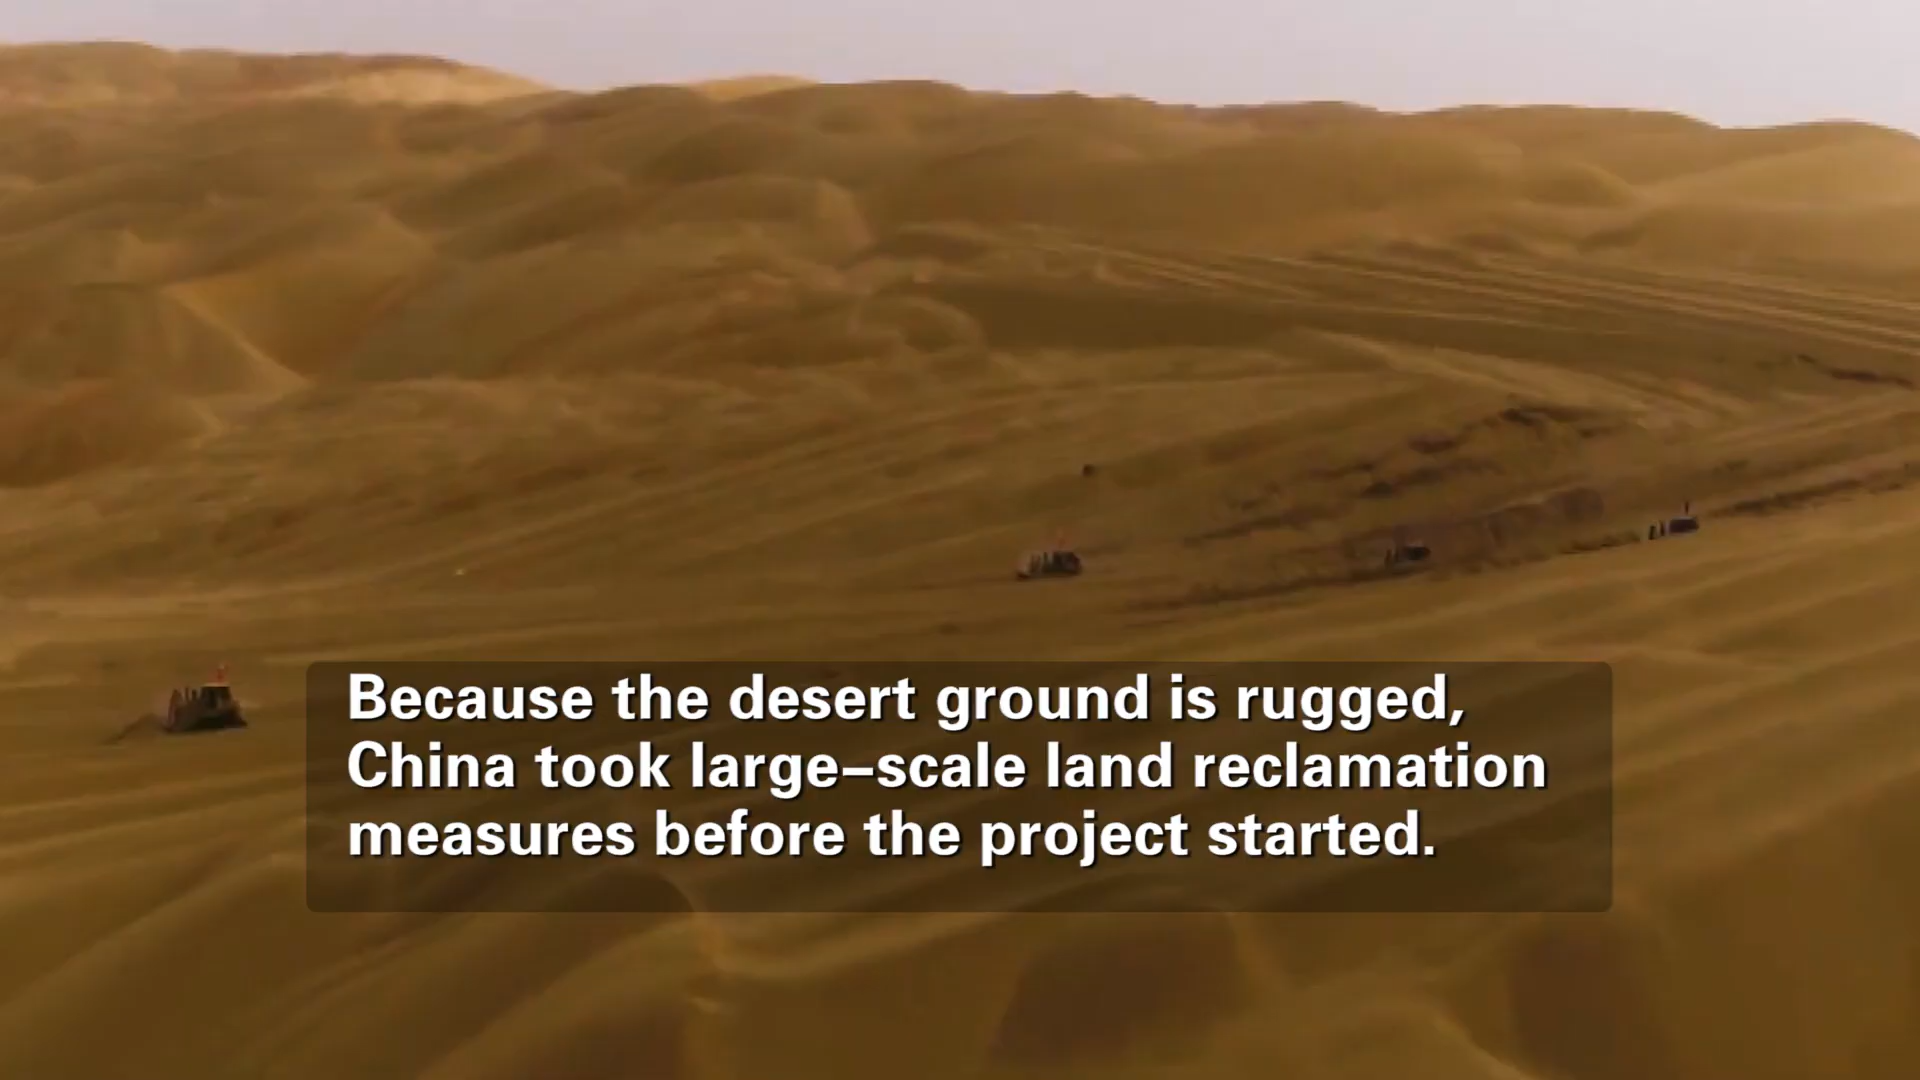 Because the desert ground is rugged,
China took large-scale land reclamation
measures before the project started.